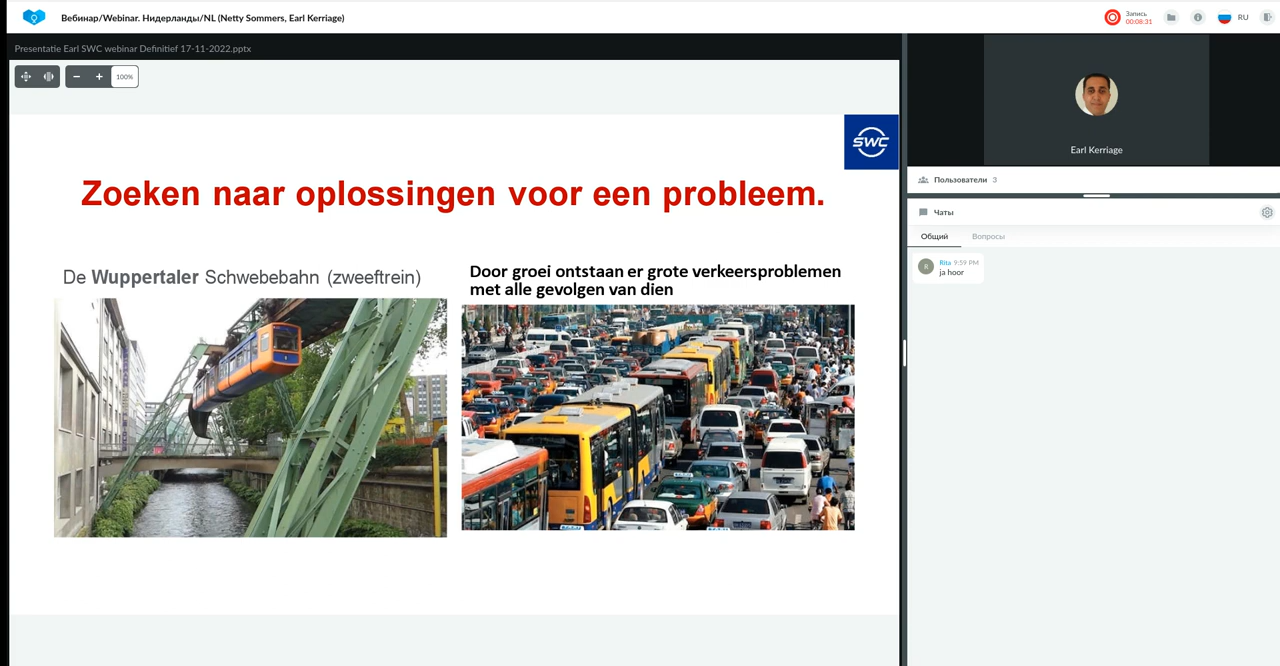 Вебинар/Webinar. Нидерланды/NL (Netty Sommers, Earl Kerriage)
Запись
00:08:31
RU
Presentatie Earl SWC webinar Definitief 17-11-2022.pptx
100%
SWC
Zoeken naar oplossingen voor een probleem.
De Wuppertaler Schwebebahn (zweeftrein)
Door groei ontstaan er grote verkeersproblemen
met alle gevolgen van dien
Earl Kerriage
Пользователи 3
Чаты
Общий Вопросы
R
Rita 9:59 PM
ja hoor